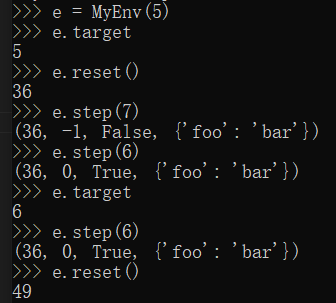 >>> e = MyEnv(5)
>>> e.target
5
>>> e.reset()
36
>>> e.step(7)
(36, -1, False, {'foo': 'bar'})
>>> e.step(6)
(36, 0, True, {'foo': 'bar'})
>>> e.target
6
>>> e.step(6)
(36, 0, True, {'foo': 'bar'})
>>> e.reset()
49